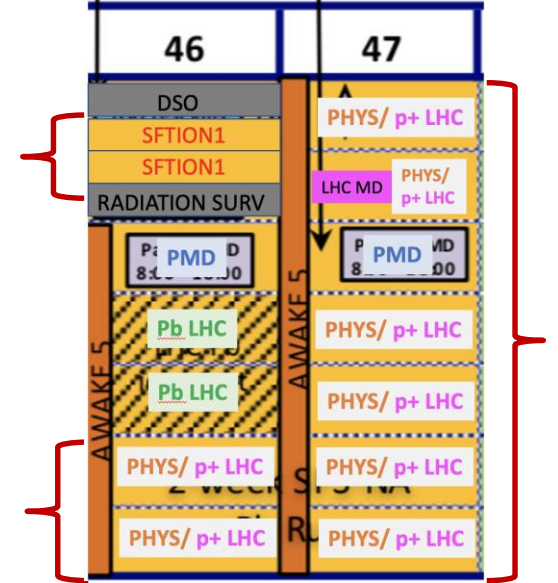 46
47
DSO
SFTION1
SFTION1
RADIATION SURV
PMD
Pb LHC
Pb LHC
PHYS/ p+ LHC
PHYS/ p+ LHC
AWAKE 5
AWAKE 5
PHYS/ p+ LHC
LHC MD
PHYS/
p+ LHC
PMD
PHYS/ p+ LHC
PHYS/ p+ LHC
PHYS/ p+ LHC
PHYS/ p+ LHC